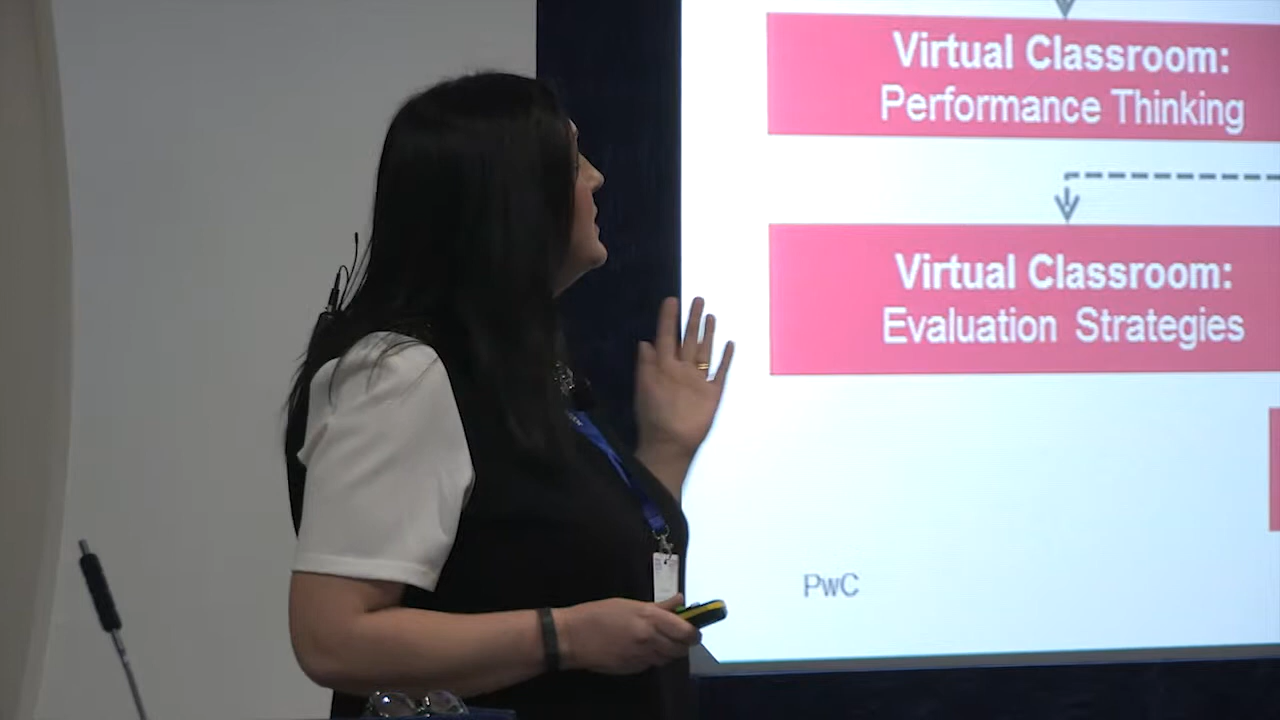 Virtual Classroom:
Performance Thinking
Virtual Classroom:
Evaluation Strategies
PwC